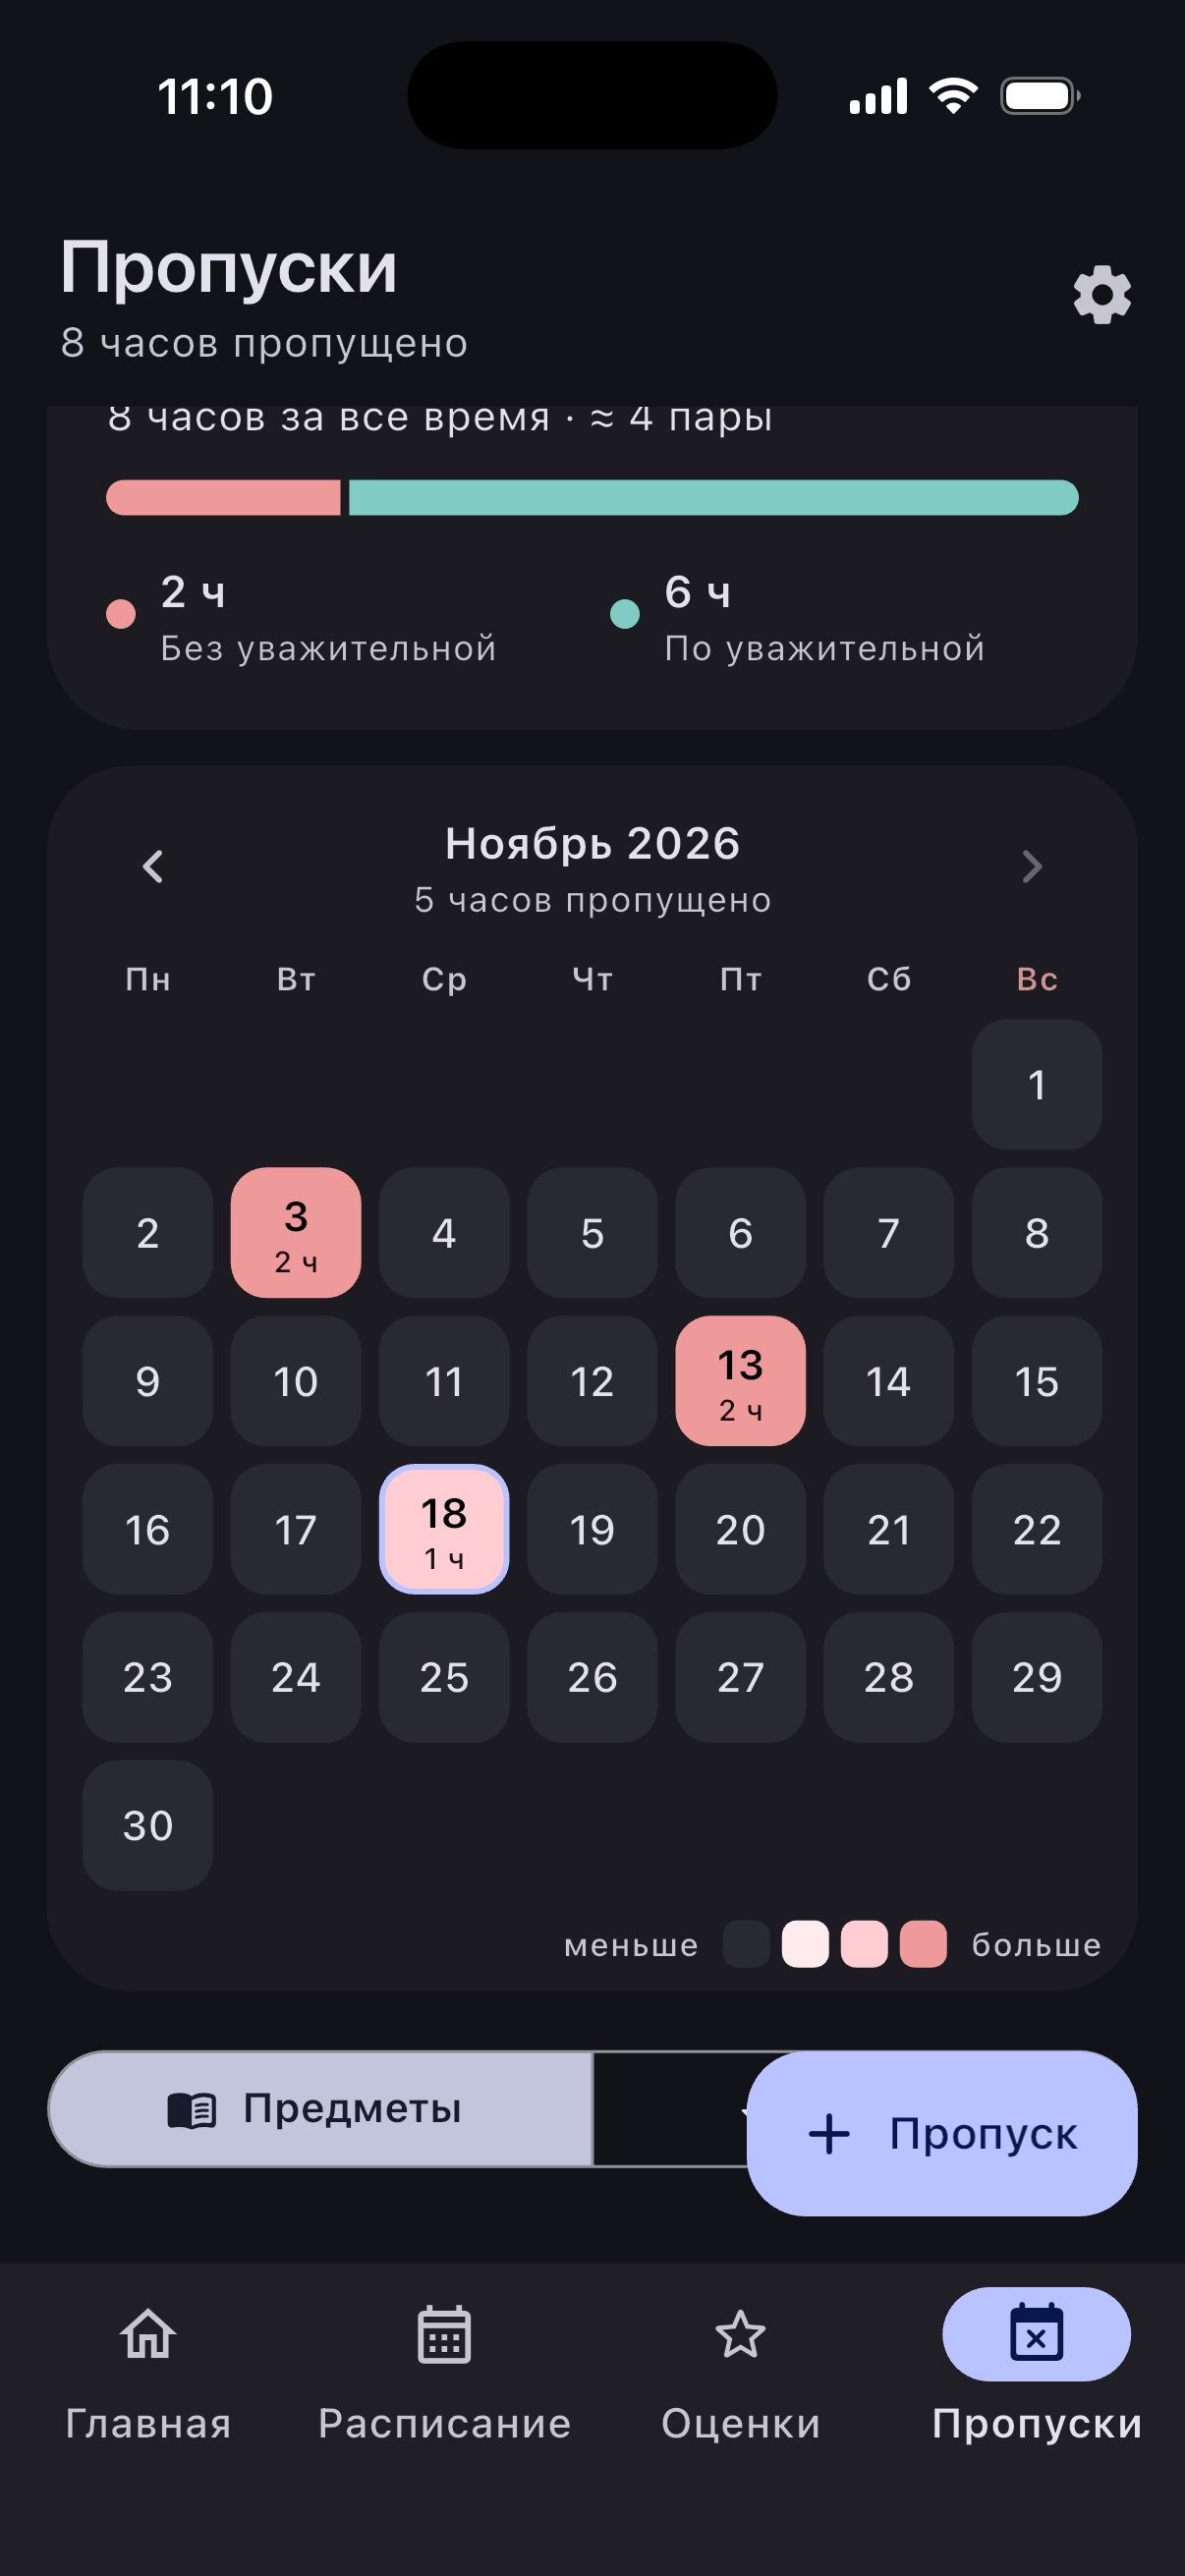 11:10
Пропуски
8 часов пропущено
8 часов за все время · ≈ 4 пары
2 ч
Без уважительной
6 ч
По уважительной
Ноябрь 2026
5 часов пропущено
Пн Вт Ср Чт Пт Сб Вс
1
2 3 4 5 6 7 8
2 ч
9 10 11 12 13 14 15
2 ч
16 17 18 19 20 21 22
1 ч
23 24 25 26 27 28 29
30
меньше больше
Предметы
Пропуск
Главная Расписание Оценки Пропуски